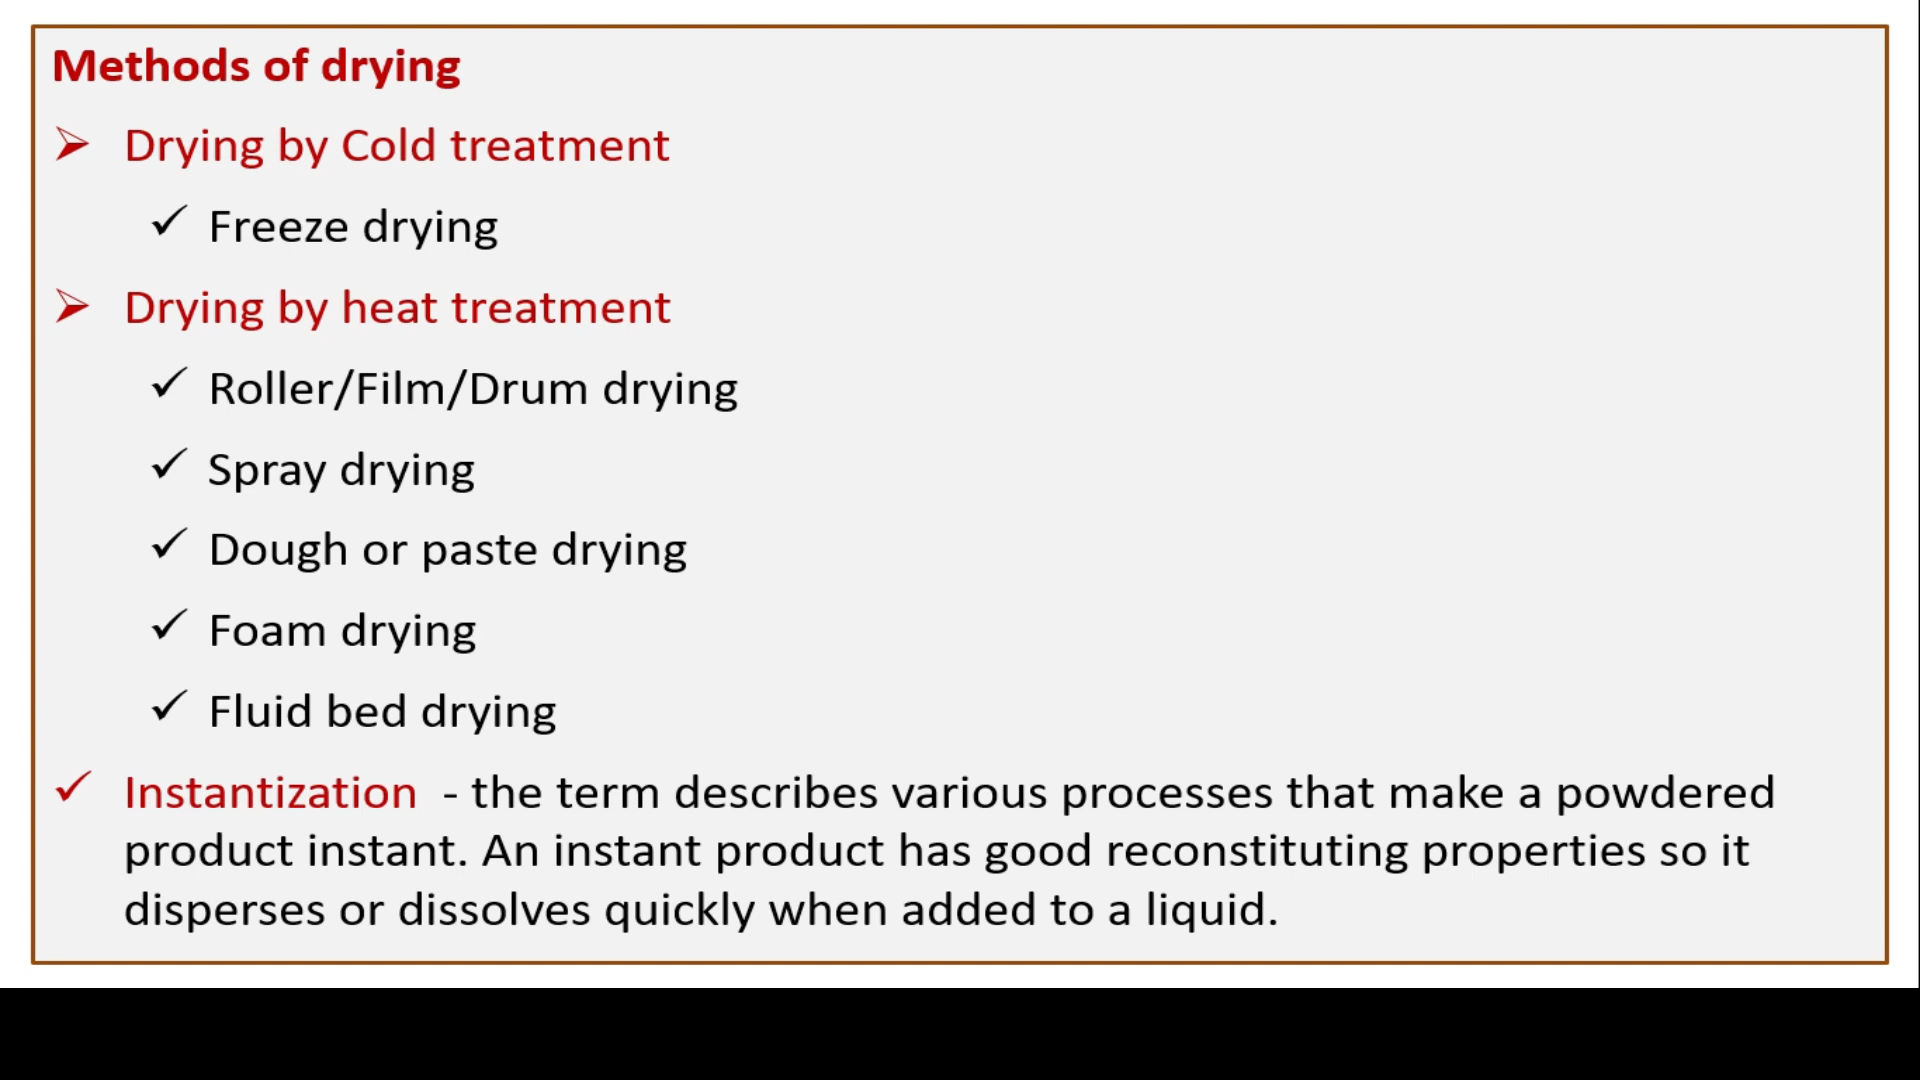 Methods of drying
Drying by Cold treatment
Freeze drying
Drying by heat treatment
Roller/Film/Drum drying
Spray drying
Dough or paste drying
Foam drying
Fluid bed drying
Instantization - the term describes various processes that make a powdered
product instant. An instant product has good reconstituting properties so it
disperses or dissolves quickly when added to a liquid.